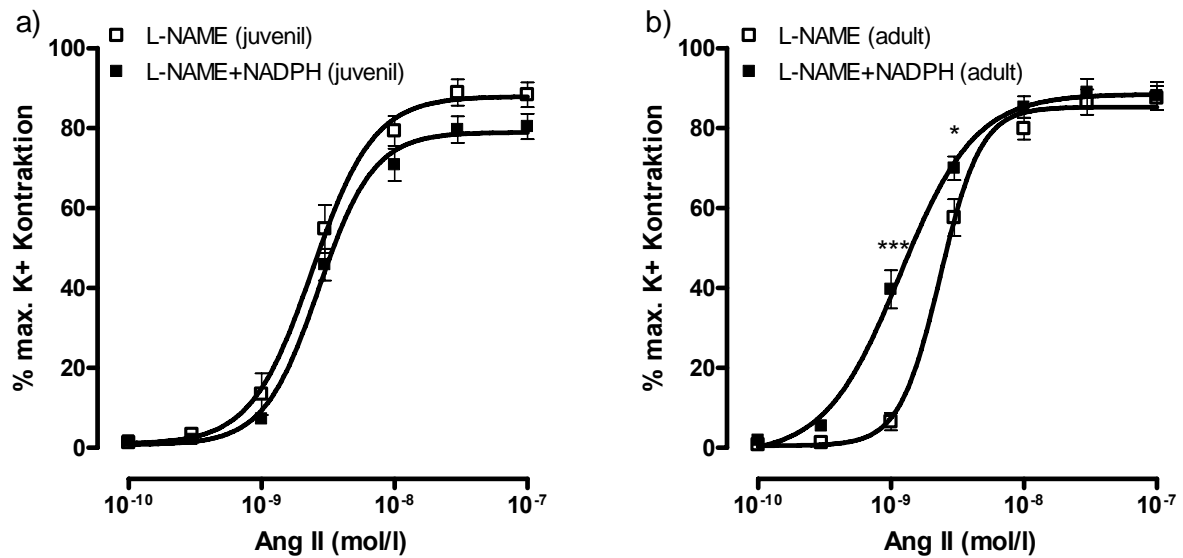 a)
L-NAME (juvenil)
L-NAME+NADPH (juvenil)
% max. K+ Kontraktion
100
80
60
40
20
0
10-10
10-9
10-8
10-7
Ang II (mol/l)
b)
L-NAME (adult)
L-NAME+NADPH (adult)
% max. K+ Kontraktion
100
80
60
40
20
0
*
***
10-10
10-9
10-8
10-7
Ang II (mol/l)